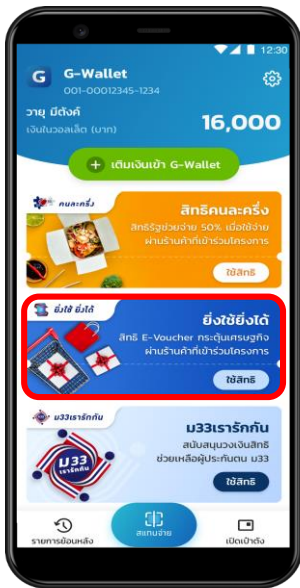 12:30
G G-Wallet
001-00012345-1234
วายุ มีตังค์
เงินในวอลเล็ต (บาท)
16,000
+ เติมเงินเข้า G-Wallet
คนละครึ่ง
สิทธิคนละครึ่ง
สิทธิรัฐช่วยจ่าย 50% เมื่อใช้จ่าย
ผ่านร้านค้าที่เข้าร่วมโครงการ
ใช้สิทธิ
ยิ่งใช้ ยิ่งได้
ยิ่งใช้ยิ่งได้
สิทธิ E-Voucher กระตุ้นเศรษฐกิจ
ผ่านร้านค้าที่เข้าร่วมโครงการ
ใช้สิทธิ
ม33เรารักกัน
ม33เรารักกัน
สนับสนุนวงเงินสิทธิ
ช่วยเหลือผู้ประกันตน ม33
ม33
เรารักกัน
ใช้สิทธิ
รายการย้อนหลัง
สแกนจ่าย
เปิดเป๋าตัง